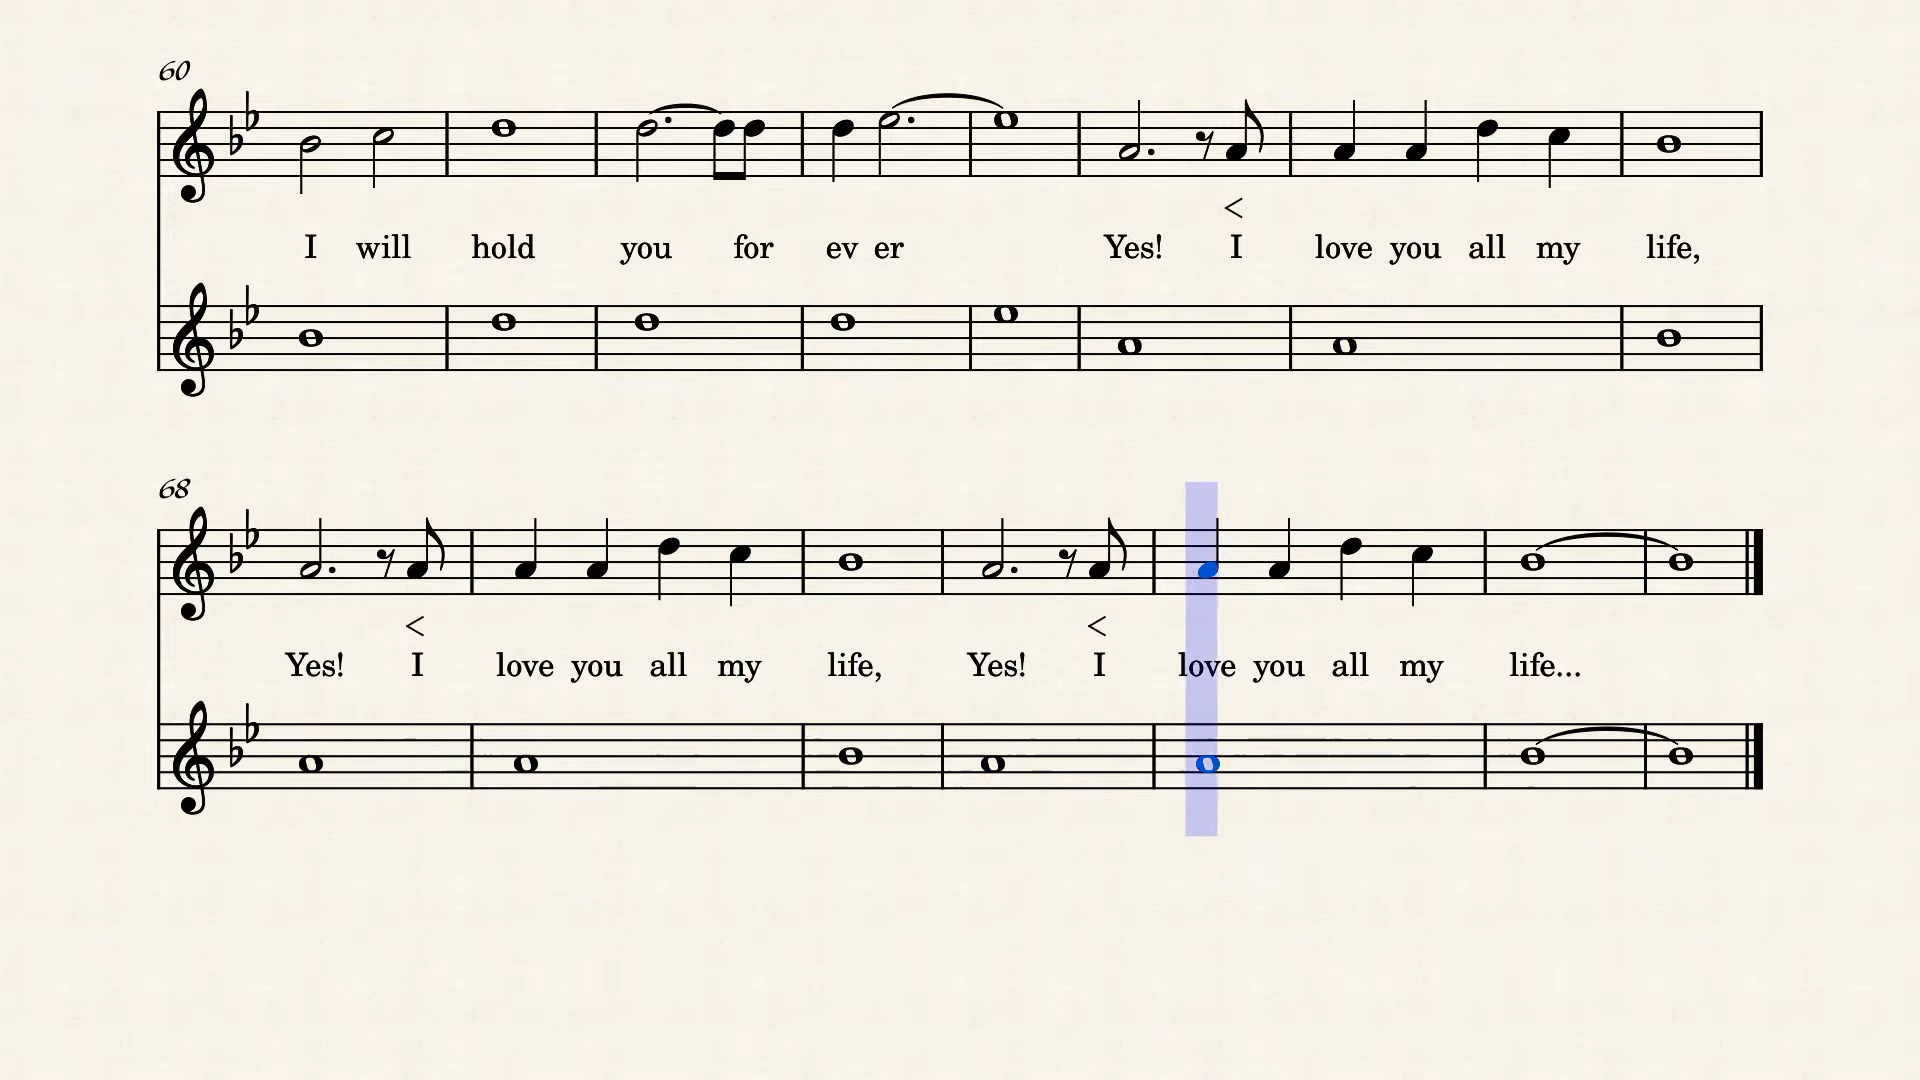 60
I will hold you for ev er Yes! I love you all my life,
68
Yes! I love you all my life, Yes! I love you all my life...